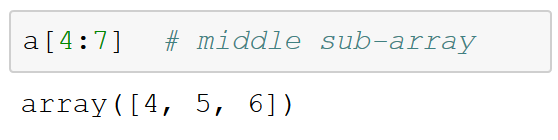 a[4:7]  # middle sub-array
array([4, 5, 6])